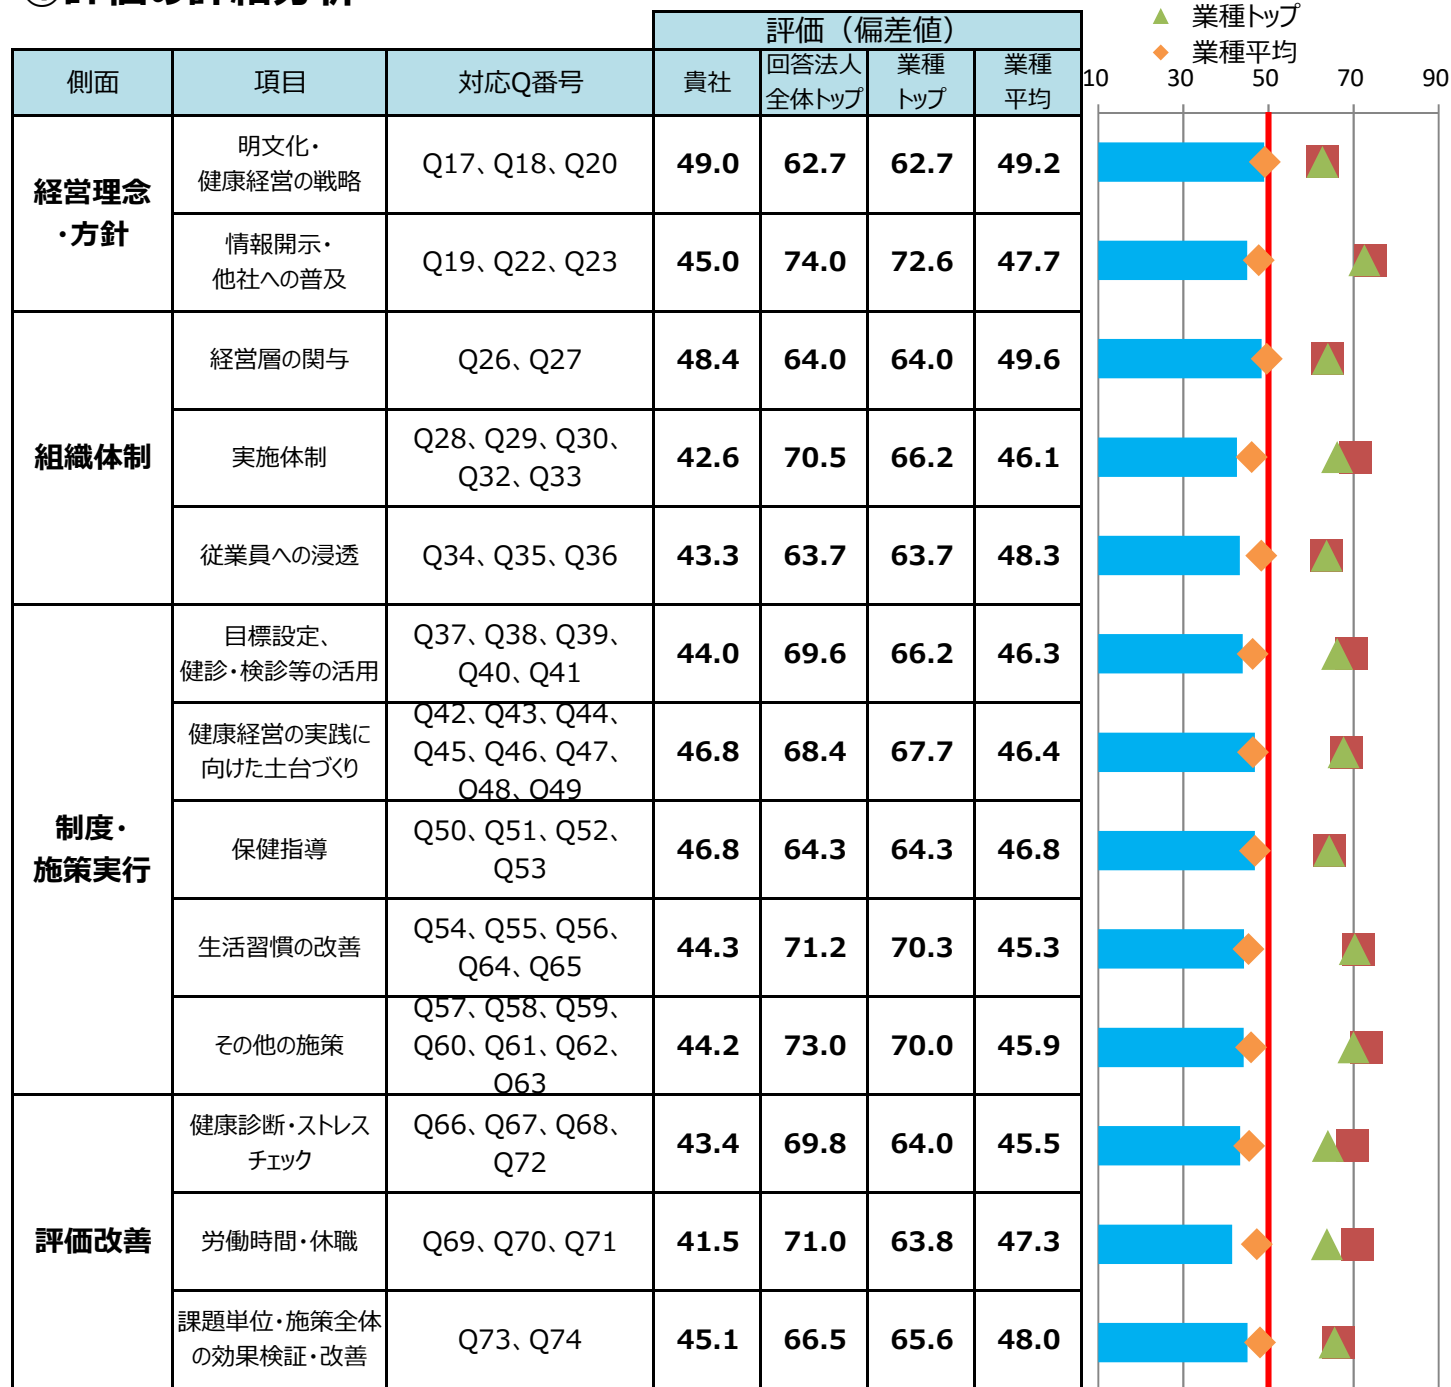 評価（偏差値）
▲ 業種トップ
◆ 業種平均
側面 項目 対応Q番号 貴社 回答法人 業種 業種
全体トップ トップ 平均
10 30 50 70 90
経営理念
・方針
明文化・
健康経営の戦略
Q17、Q18、Q20 49.0 62.7 62.7 49.2
情報開示・
他社への普及
Q19、Q22、Q23 45.0 74.0 72.6 47.7
組織体制
経営層の関与 Q26、Q27 48.4 64.0 64.0 49.6
実施体制
Q28、Q29、Q30、
Q32、Q33
42.6 70.5 66.2 46.1
従業員への浸透 Q34、Q35、Q36 43.3 63.7 63.7 48.3
制度・
施策実行
目標設定、
健診・検診等の活用
Q37、Q38、Q39、
Q40、Q41
44.0 69.6 66.2 46.3
健康経営の実践に
向けた土台づくり
Q42、Q43、Q44、
Q45、Q46、Q47、
Q48、Q49
46.8 68.4 67.7 46.4
保健指導
Q50、Q51、Q52、
Q53
46.8 64.3 64.3 46.8
生活習慣の改善
Q54、Q55、Q56、
Q64、Q65
44.3 71.2 70.3 45.3
その他の施策
Q57、Q58、Q59、
Q60、Q61、Q62、
Q63
44.2 73.0 70.0 45.9
評価改善
健康診断・ストレス
チェック
Q66、Q67、Q68、
Q72
43.4 69.8 64.0 45.5
労働時間・休職 Q69、Q70、Q71 41.5 71.0 63.8 47.3
課題単位・施策全体
の効果検証・改善
Q73、Q74 45.1 66.5 65.6 48.0